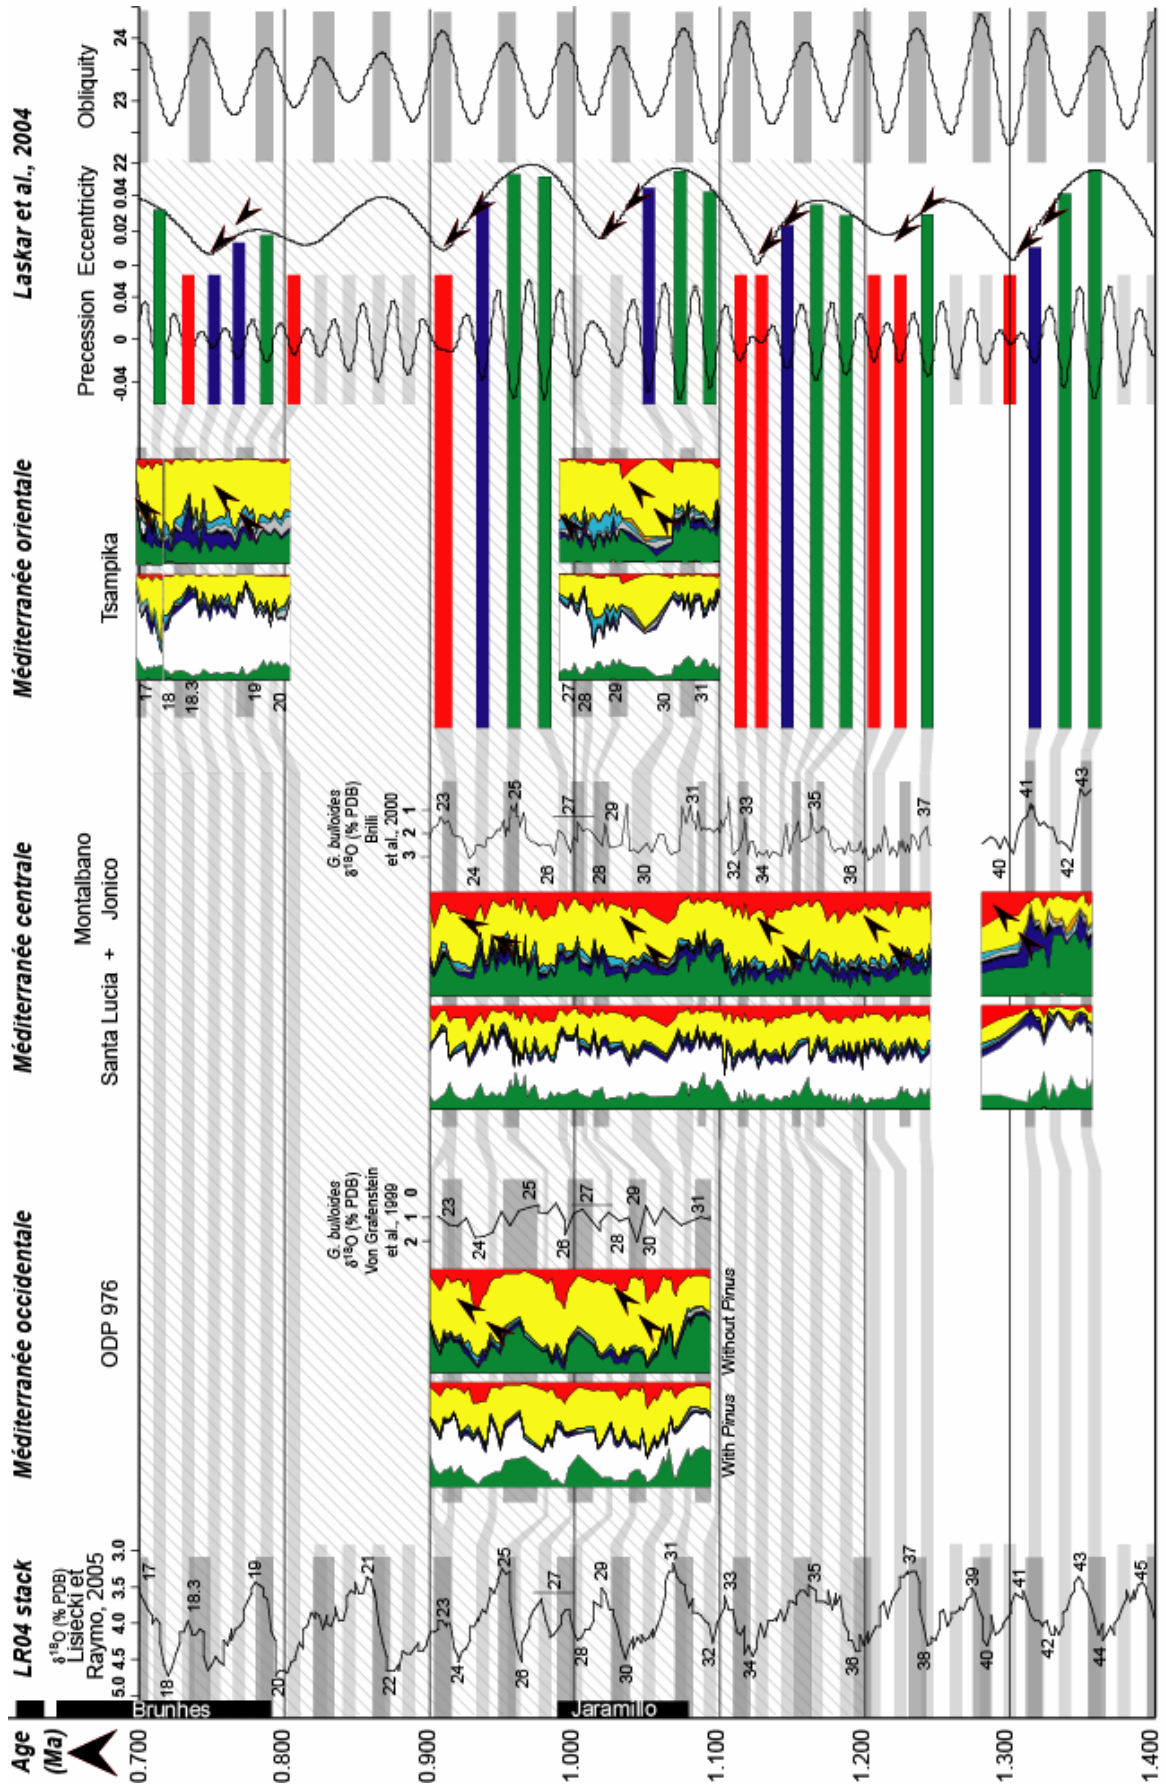 Age
(Ma)
LR04 stack
Méditerranée occidentale
Méditerranée centrale
Méditerranée orientale
Laskar et al., 2004
δ18O (% PDB)
Lisiecki et
Raymo, 2005
5.0 4.5 4.0 3.5 3.0
ODP 976
Santa Lucia + Montalbano
Jonico
Tsampika
Precession Eccentricity
Obliquity
-0.04 0 0.04
0 0.02 0.04
22 23 24
Brunhes
Jaramillo
0.700
0.800
0.900
1.000
1.100
1.200
1.300
1.400
17
18
18.3
19
20
21
22
23
24
25
26
27
28
29
30
31
32
33
34
35
36
37
38
39
40
41
42
43
44
45
G. bulloides
δ18O (% PDB)
Von Grafenstein
et al., 1999
2 1 0
23
24
25
26
27
28
29
30
31
With Pinus
Without Pinus
G. bulloides
δ18O (% PDB)
Brilli
et al., 2000
3 2 1
23
24
25
26
27
28
29
30
31
32
33
34
35
36
37
40
41
42
43
17
18
18.3
19
20
27
28
29
30
31